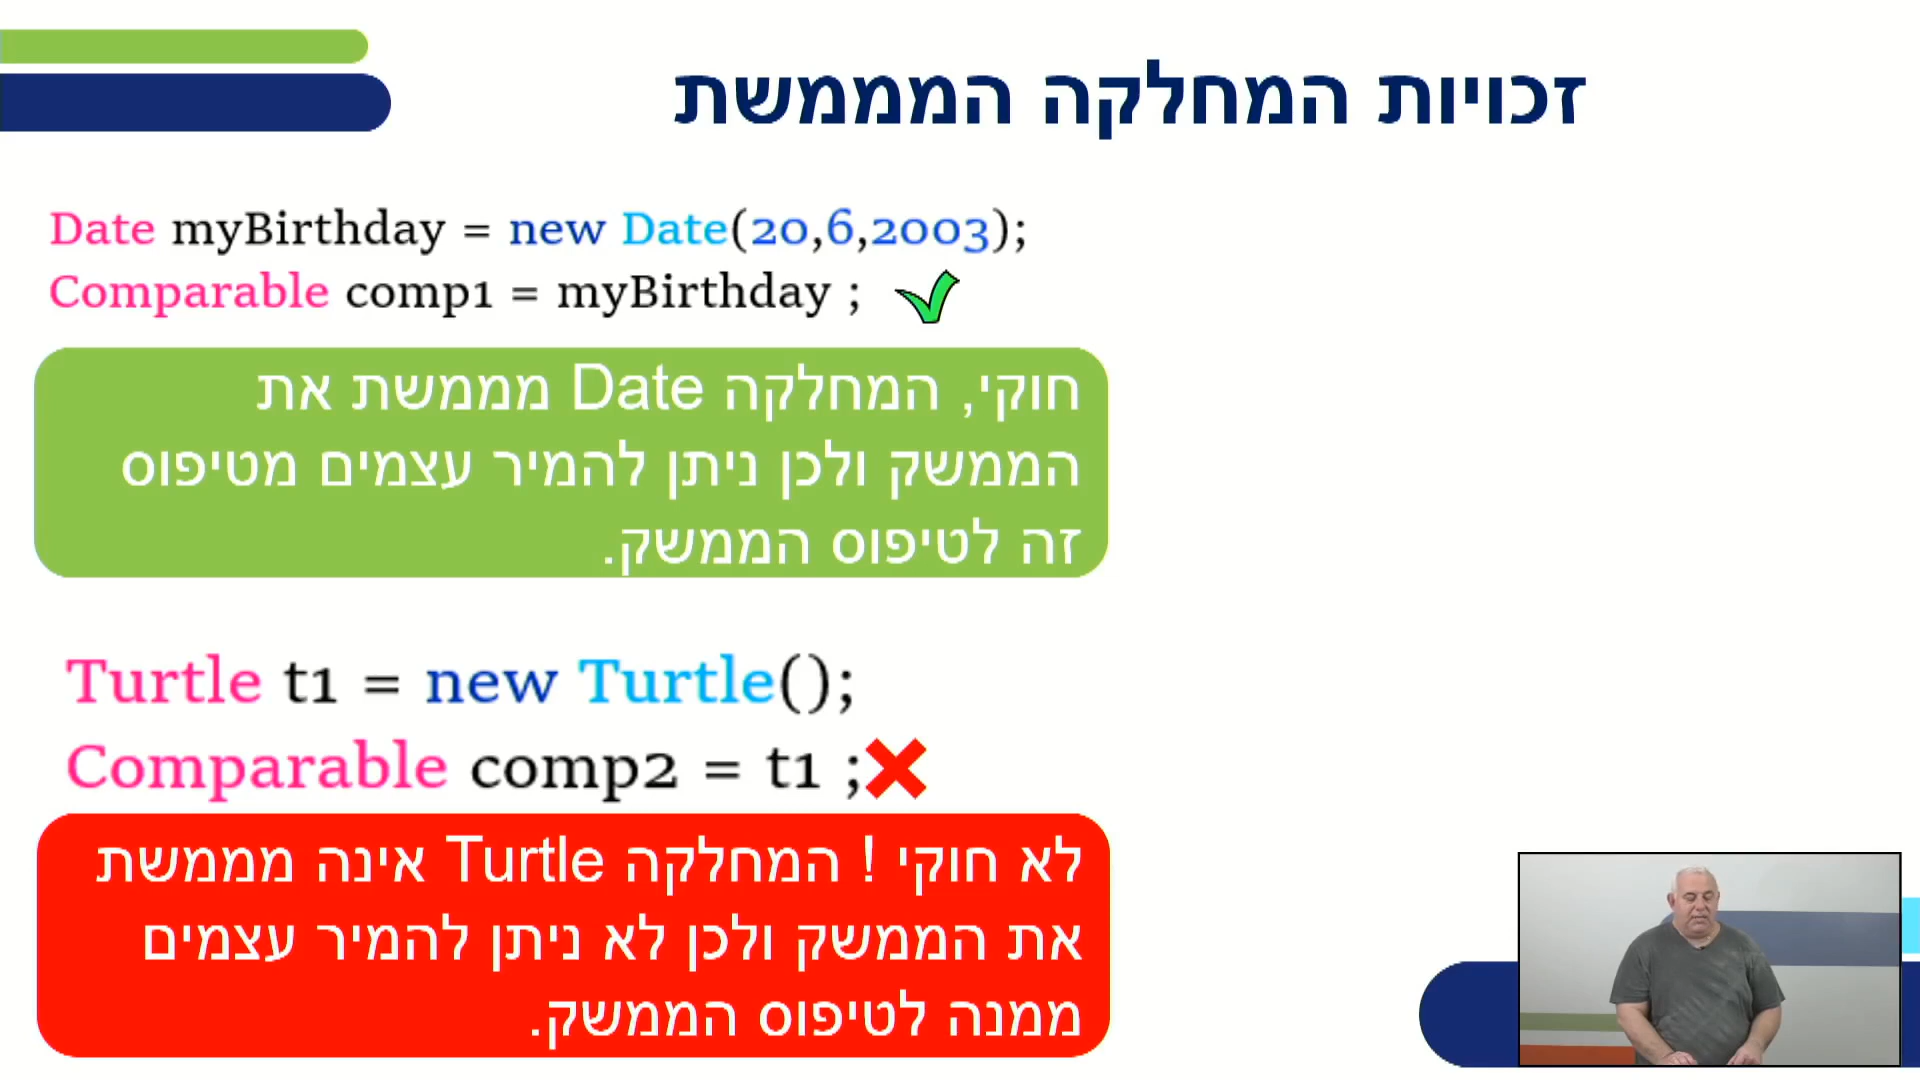 זכויות המחלקה המממשת
Date myBirthday = new Date(20,6,2003);
Comparable comp1 = myBirthday ;
חוקי, המחלקה Date מממשת את
הממשק ולכן ניתן להמיר עצמים מטיפוס
זה לטיפוס הממשק.
Turtle t1 = new Turtle();
Comparable comp2 = t1 ;
לא חוקי ! המחלקה Turtle אינה מממשת
את הממשק ולכן לא ניתן להמיר עצמים
ממנה לטיפוס הממשק.